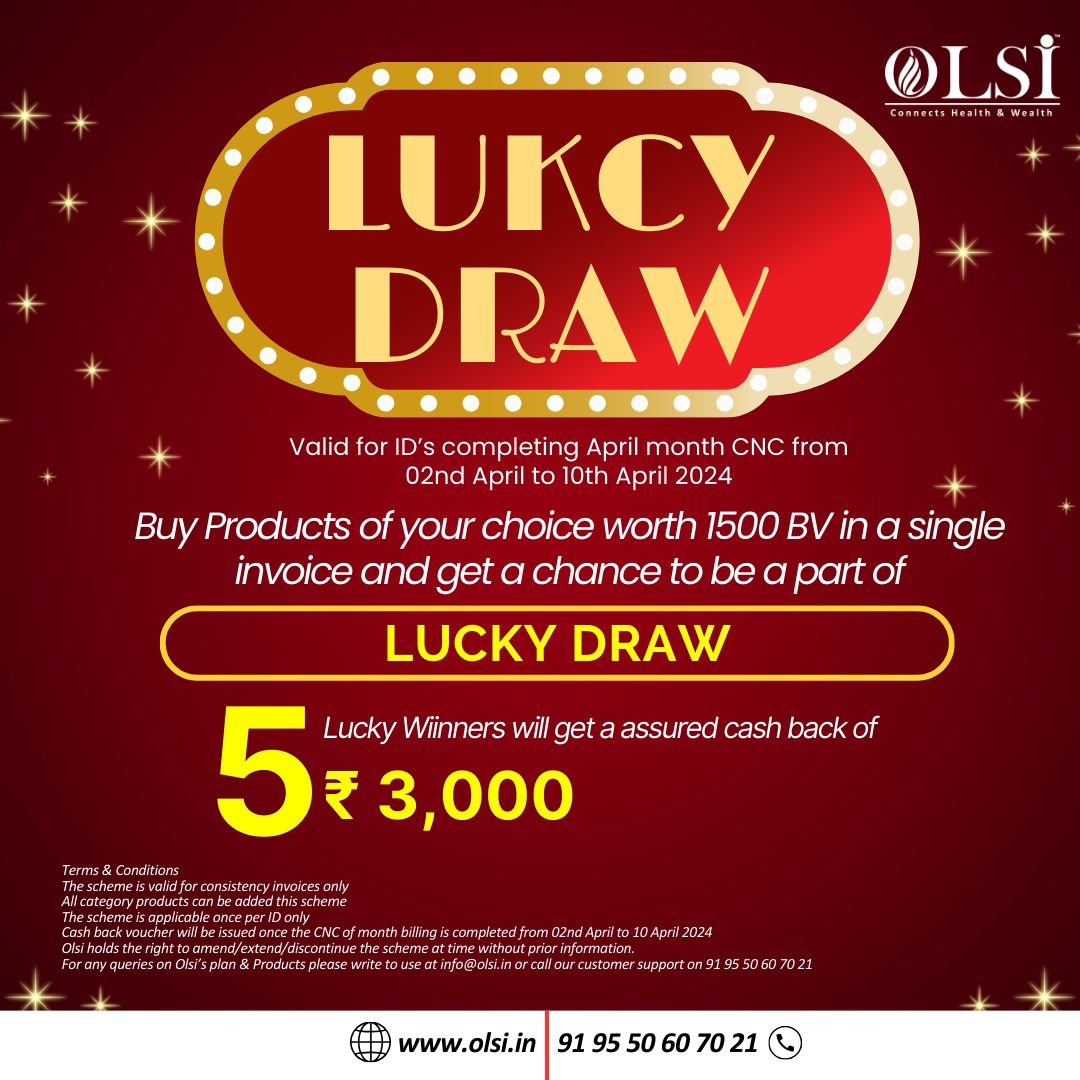 OLSi™
Connects Health & Wealth
LUKCY
DRAW
Valid for ID's completing April month CNC from
02nd April to 10th April 2024
Buy Products of your choice worth 1500 BV in a single
invoice and get a chance to be a part of
LUCKY DRAW
5 Lucky Wiinners will get a assured cash back of
₹ 3,000
Terms & Conditions
The scheme is valid for consistency invoices only
All category products can be added this scheme
The scheme is applicable once per ID only
Cash back voucher will be issued once the CNC of month billing is completed from 02nd April to 10 April 2024
Olsi holds the right to amend/extend/discontinue the scheme at time without prior information.
For any queries on Olsi's plan & Products please write to use at info@olsi.in or call our customer support on 91 95 50 60 70 21
www.olsi.in 91 95 50 60 70 21